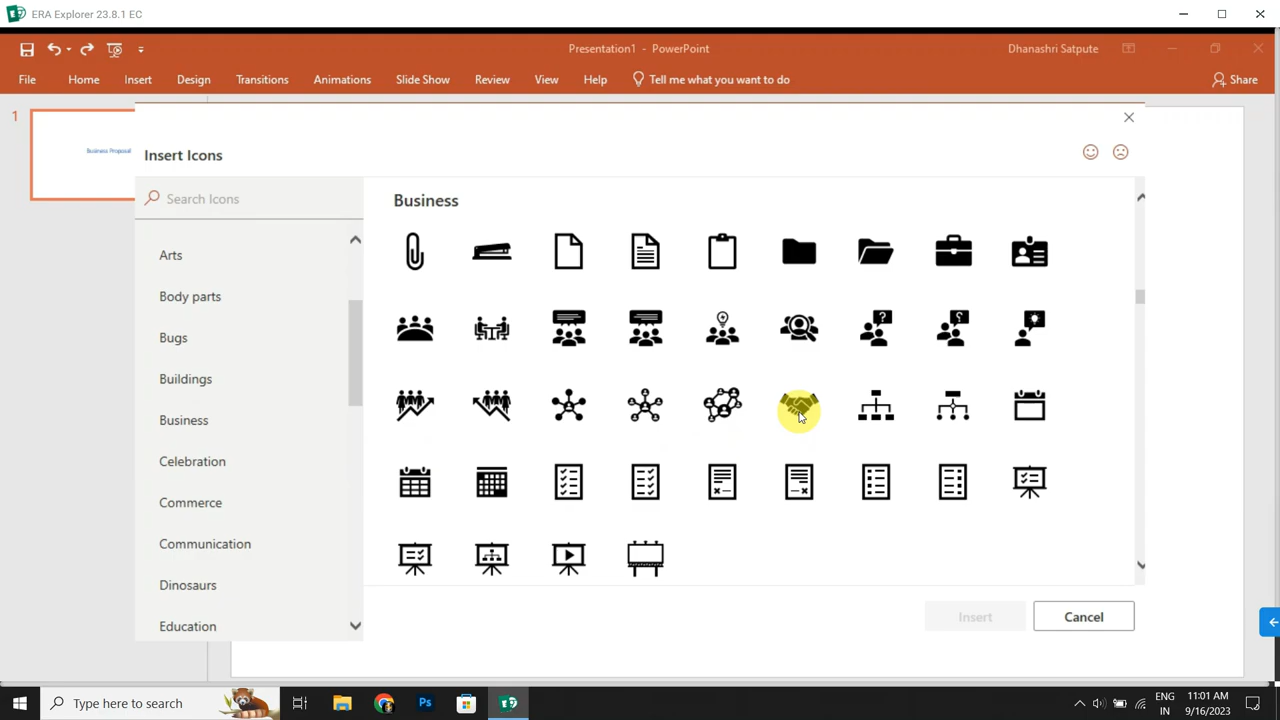 ERA Explorer 23.8.1 EC
Presentation1 - PowerPoint
Dhanashri Satpute
File Home Insert Design Transitions Animations Slide Show Review View Help Tell me what you want to do Share
1
Business Proposal
Insert Icons
Search Icons
Arts
Body parts
Bugs
Buildings
Business
Celebration
Commerce
Communication
Dinosaurs
Education
Business
Insert Cancel
Type here to search
Ps
ENG
IN
11:01 AM
9/16/2023